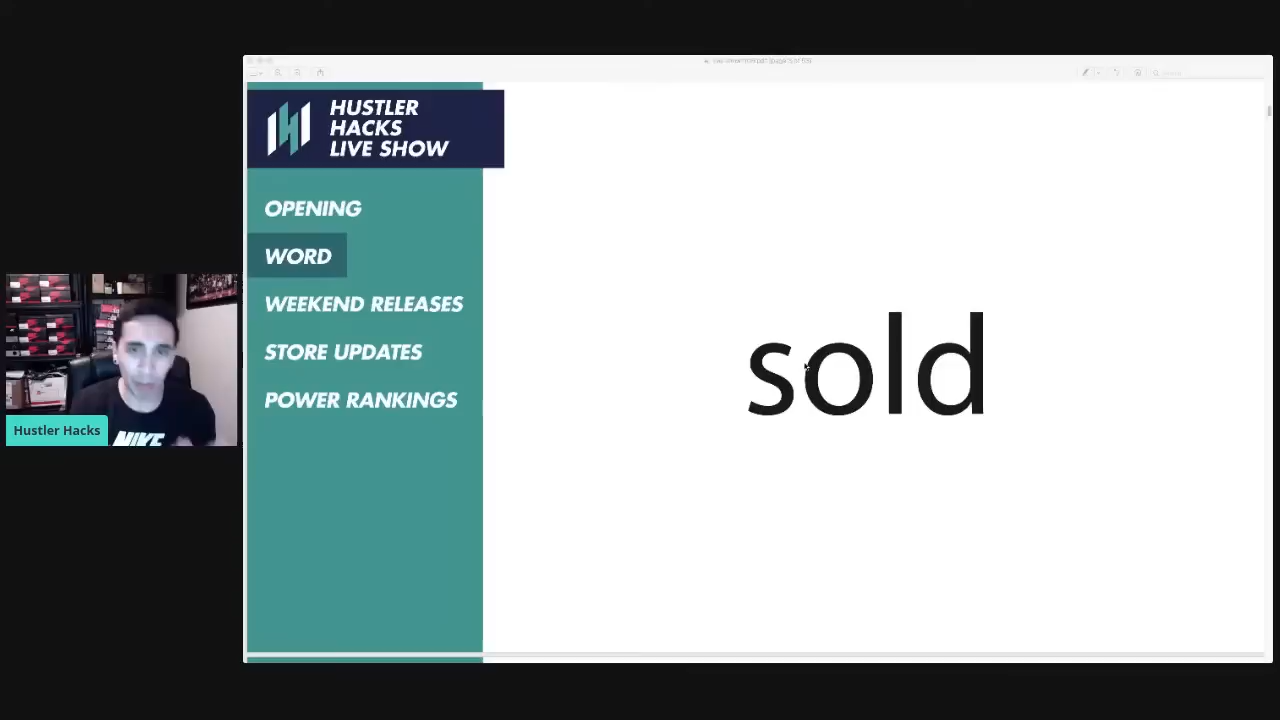 HUSTLER
HACKS
LIVE SHOW
OPENING
WORD
WEEKEND RELEASES
STORE UPDATES
POWER RANKINGS
sold
NIKE
Hustler Hacks